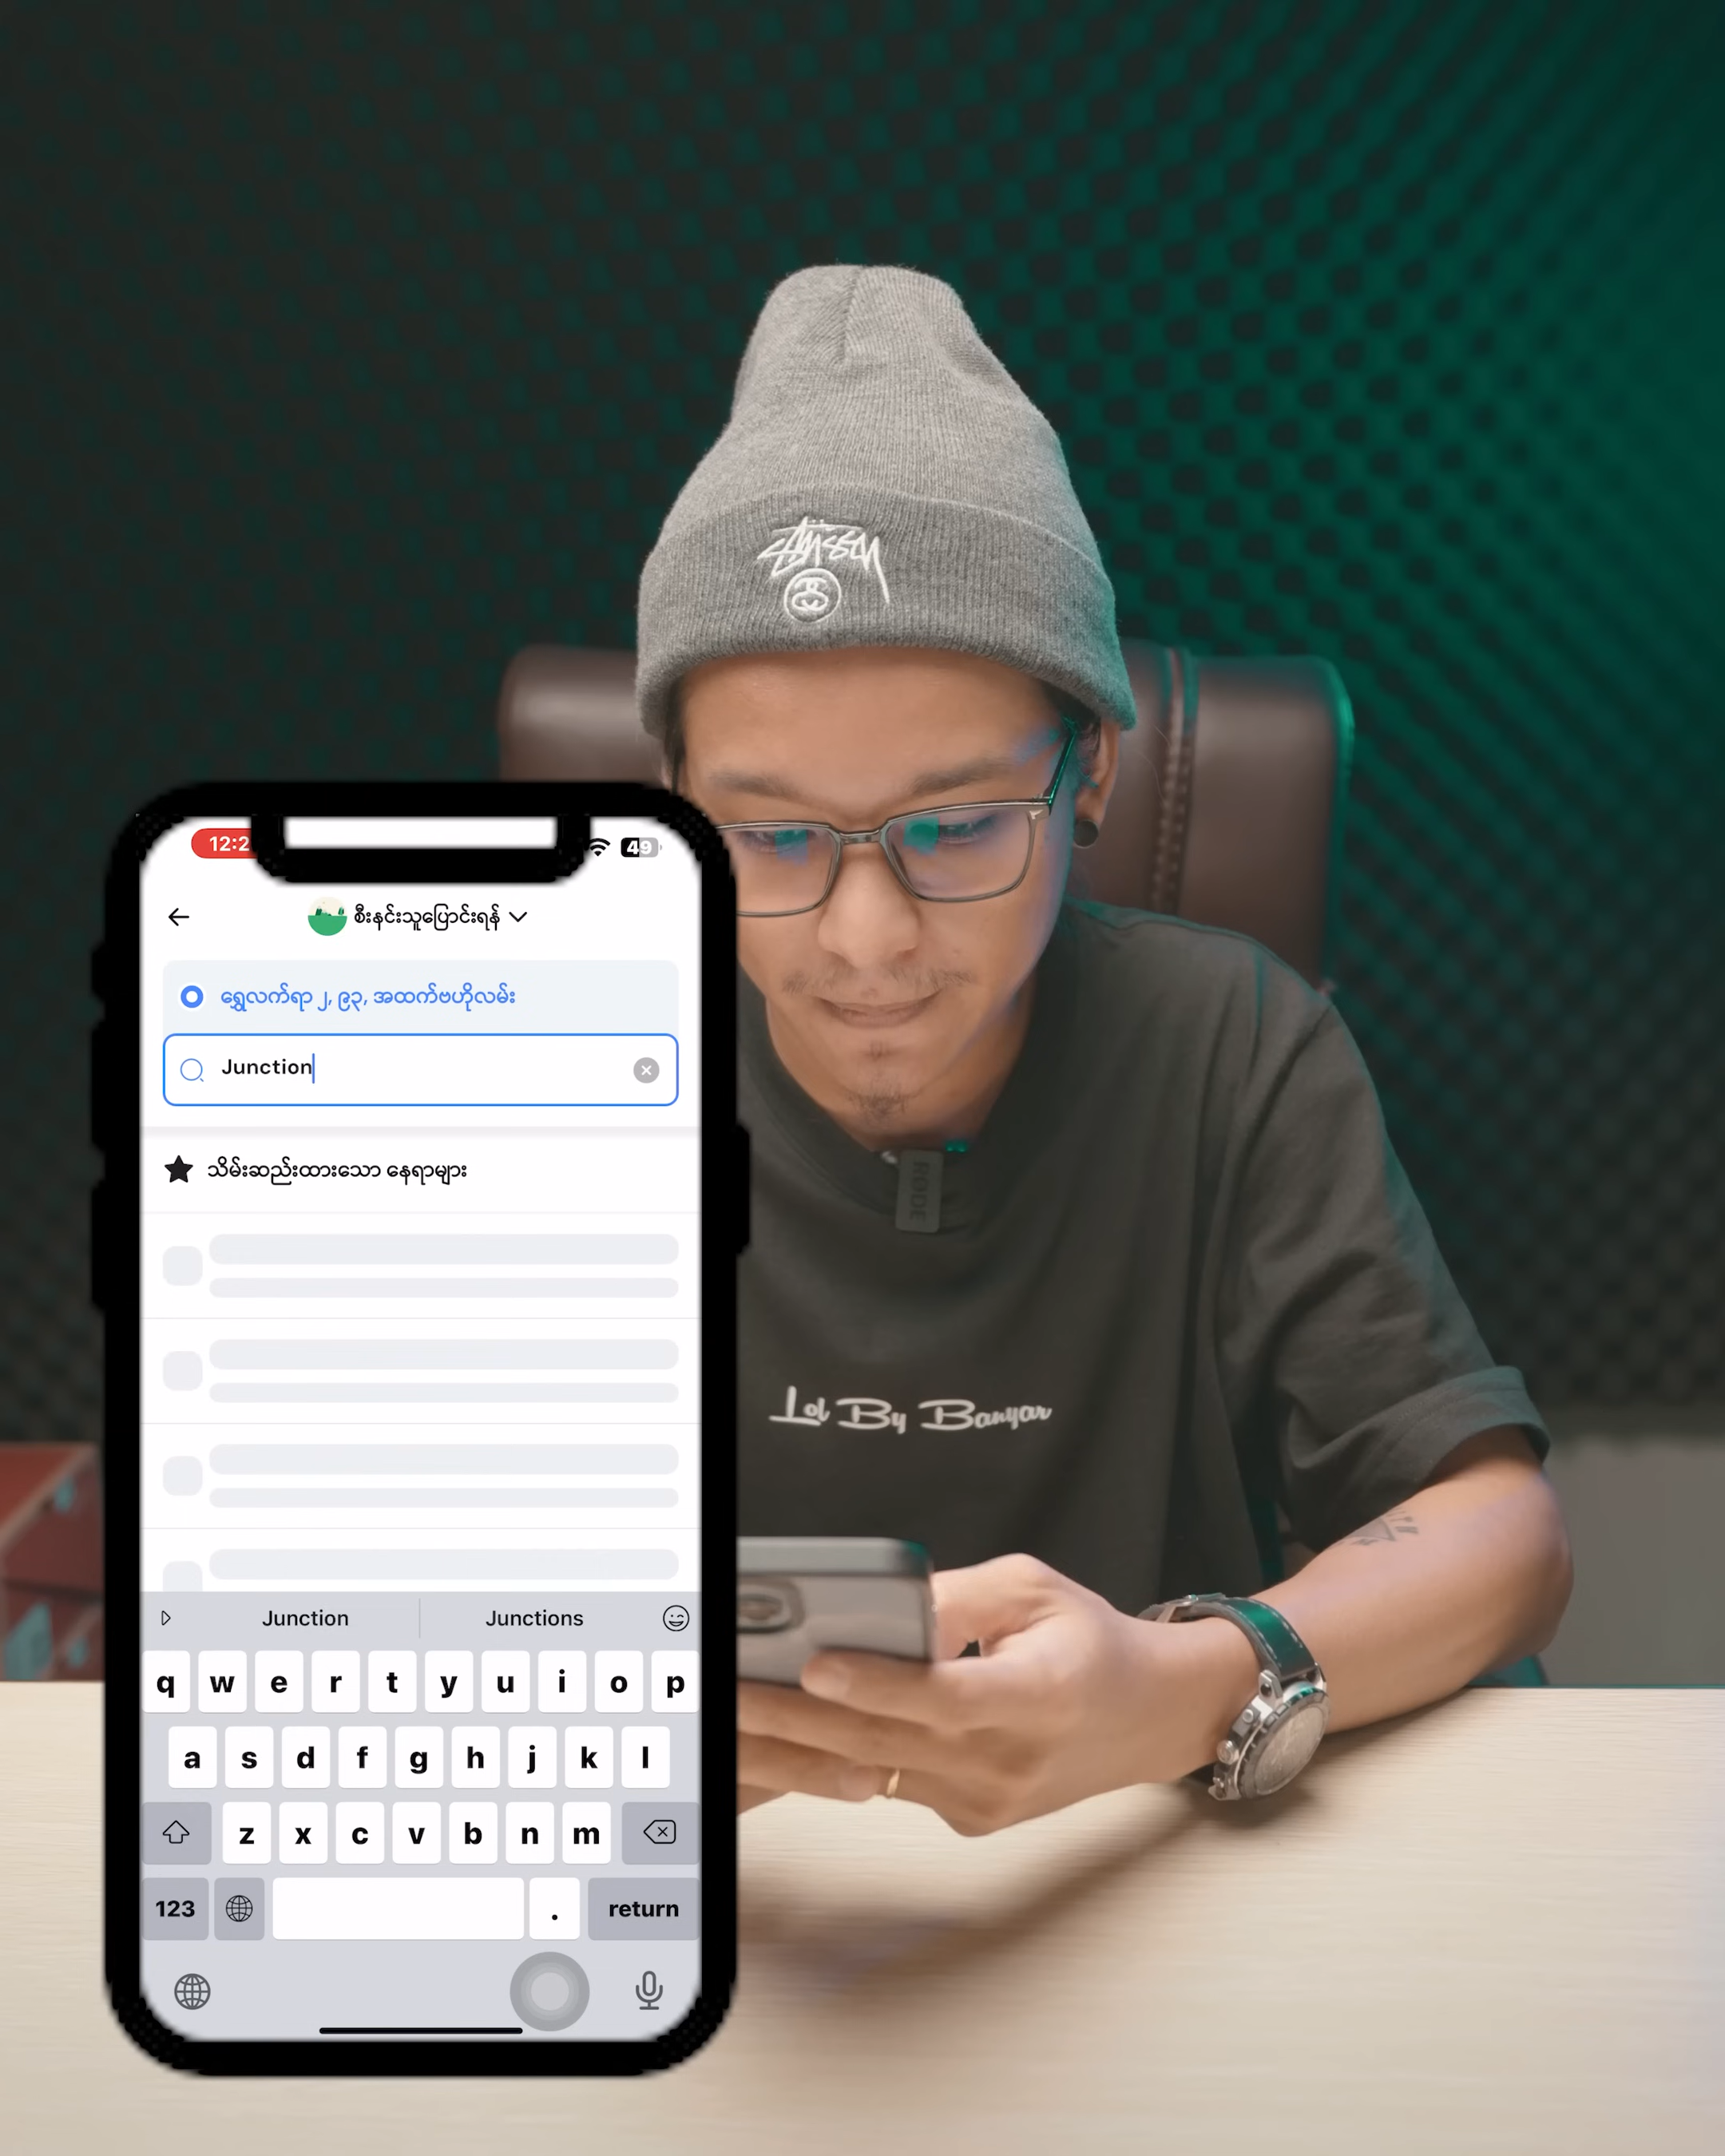 STÜSSY
12:2
49
စီးနင်းသူပြောင်းရန်
ရွှေလက်ရာ ၂, ၉၃, အထက်ဗဟိုလမ်း
Junction
သိမ်းဆည်းထားသော နေရာများ
RODE
Lol By Banyar
Junction
Junctions
q w e r t y u i o p
a s d f g h j k l
z x c v b n m
123
.
return